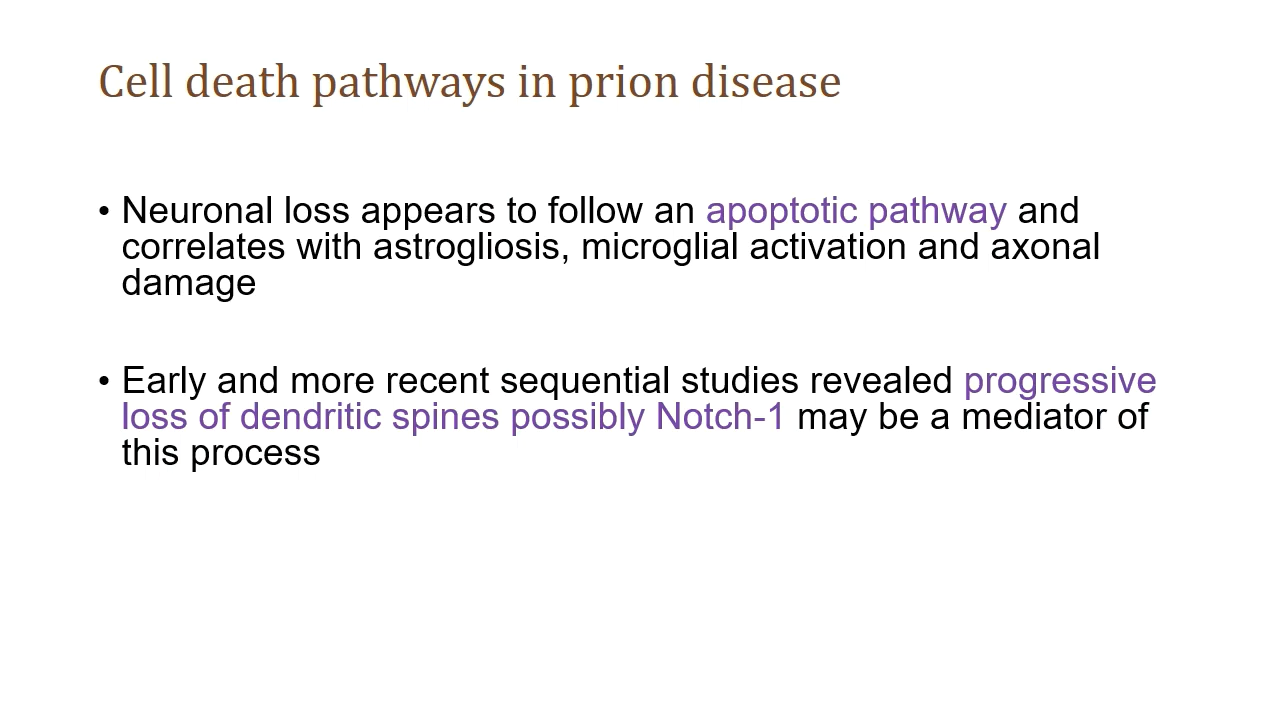 Cell death pathways in prion disease
• Neuronal loss appears to follow an apoptotic pathway and
correlates with astrogliosis, microglial activation and axonal
damage
• Early and more recent sequential studies revealed progressive
loss of dendritic spines possibly Notch-1 may be a mediator of
this process